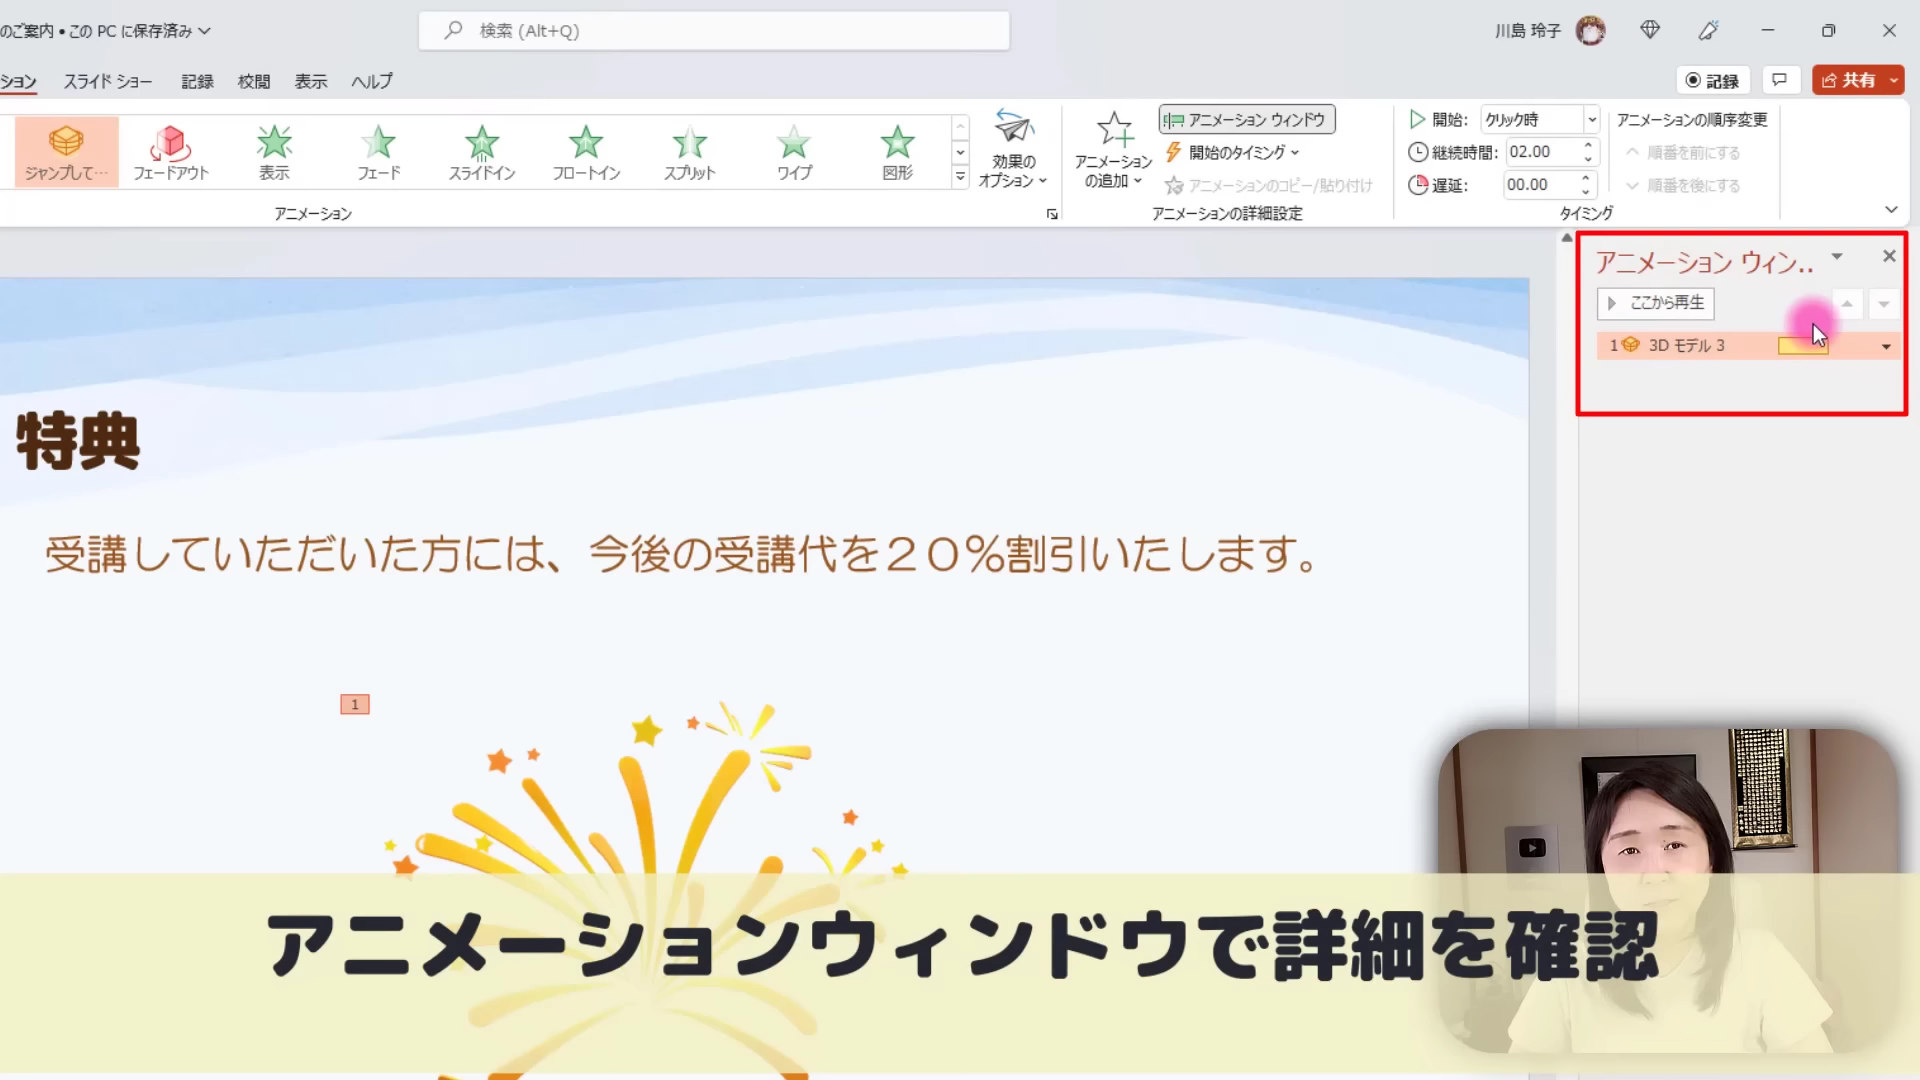 のご案内 • この PC に保存済み
検索 (Alt+Q)
川島 玲子
ション
スライド ショー
記録
校閲
表示
ヘルプ
記録
共有
ジャンプして…
フェードアウト
表示
フェード
スライドイン
フロートイン
スプリット
ワイプ
図形
効果の
オプション
アニメーション
の追加
アニメーション ウィンドウ
開始のタイミング
アニメーションのコピー/貼り付け
開始:
クリック時
継続時間:
02.00
遅延:
00.00
アニメーションの順序変更
順番を前にする
順番を後にする
アニメーション
アニメーションの詳細設定
タイミング
アニメーション ウィン..
ここから再生
1
3D モデル 3
特典
受講していただいた方には、今後の受講代を２０％割引いたします。
1
アニメーションウィンドウで詳細を確認